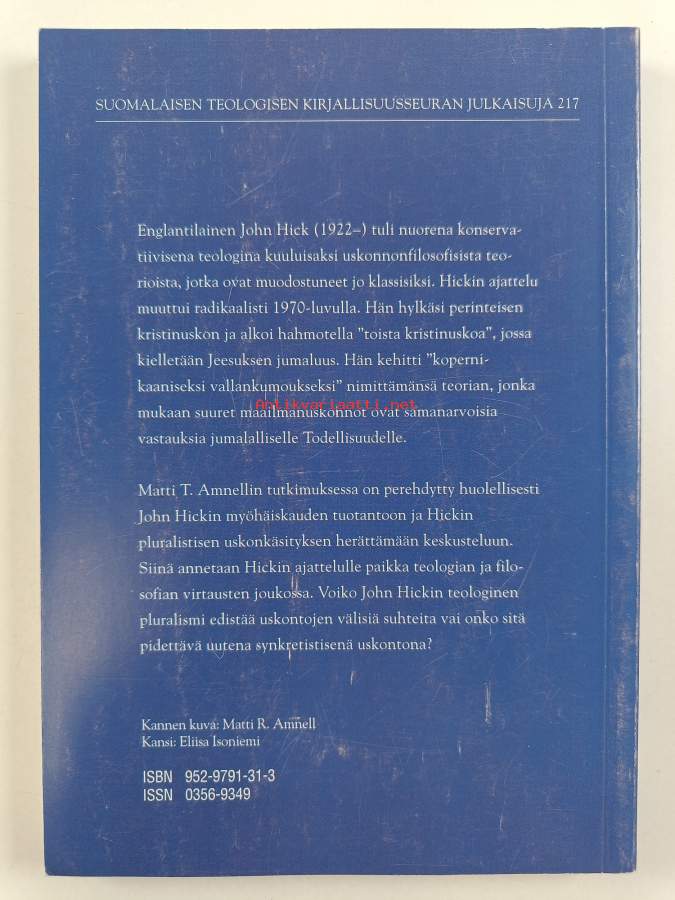 SUOMALAISEN TEOLOGISEN KIRJALLISUUSSEURAN JULKAISUJA 217
Englantilainen John Hick (1922–) tuli nuorena konserva-
tiivisena teologina kuuluisaksi uskonnonfilosofisista teo-
rioista, jotka ovat muodostuneet jo klassisiksi. Hickin ajattelu
muuttui radikaalisti 1970-luvulla. Hän hylkäsi perinteisen
kristinuskon ja alkoi hahmotella "toista kristinuskoa", jossa
kielletään Jeesuksen jumaluus. Hän kehitti "koperni-
kaaniseksi vallankumoukseksi" nimittämänsä teorian, jonka
Antikvariaatti.net
mukaan suuret maailmanuskonnot ovat samanarvoisia
vastauksia jumalalliselle Todellisuudelle.
Matti T. Amnellin tutkimuksessa on perehdytty huolellisesti
John Hickin myöhäiskauden tuotantoon ja Hickin
pluralistisen uskonkäsityksen herättämään keskusteluun.
Siinä annetaan Hickin ajattelulle paikka teologian ja filo-
sofian virtausten joukossa. Voiko John Hickin teologinen
pluralismi edistää uskontojen välisiä suhteita vai onko sitä
pidettävä uutena synkretistisenä uskontona?
Kannen kuva: Matti R. Amnell
Kansi: Eliisa Isoniemi
ISBN 952-9791-31-3
ISSN 0356-9349